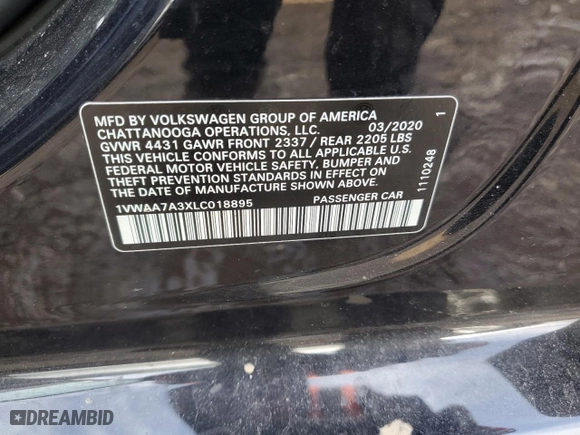 MFD BY VOLKSWAGEN GROUP OF AMERICA
CHATTANOOGA OPERATIONS, LLC. 03/2020 1
GVWR 4431 GAWR FRONT 2337 / REAR 2205 LBS
THIS VEHICLE CONFORMS TO ALL APPLICABLE U.S.
FEDERAL MOTOR VEHICLE SAFETY, BUMPER AND
THEFT PREVENTION STANDARDS IN EFFECT ON
THE DATE OF MANUFACTURE SHOWN ABOVE.
1VWAA7A3XLC018895 PASSENGER CAR
1110248
DREAMBID